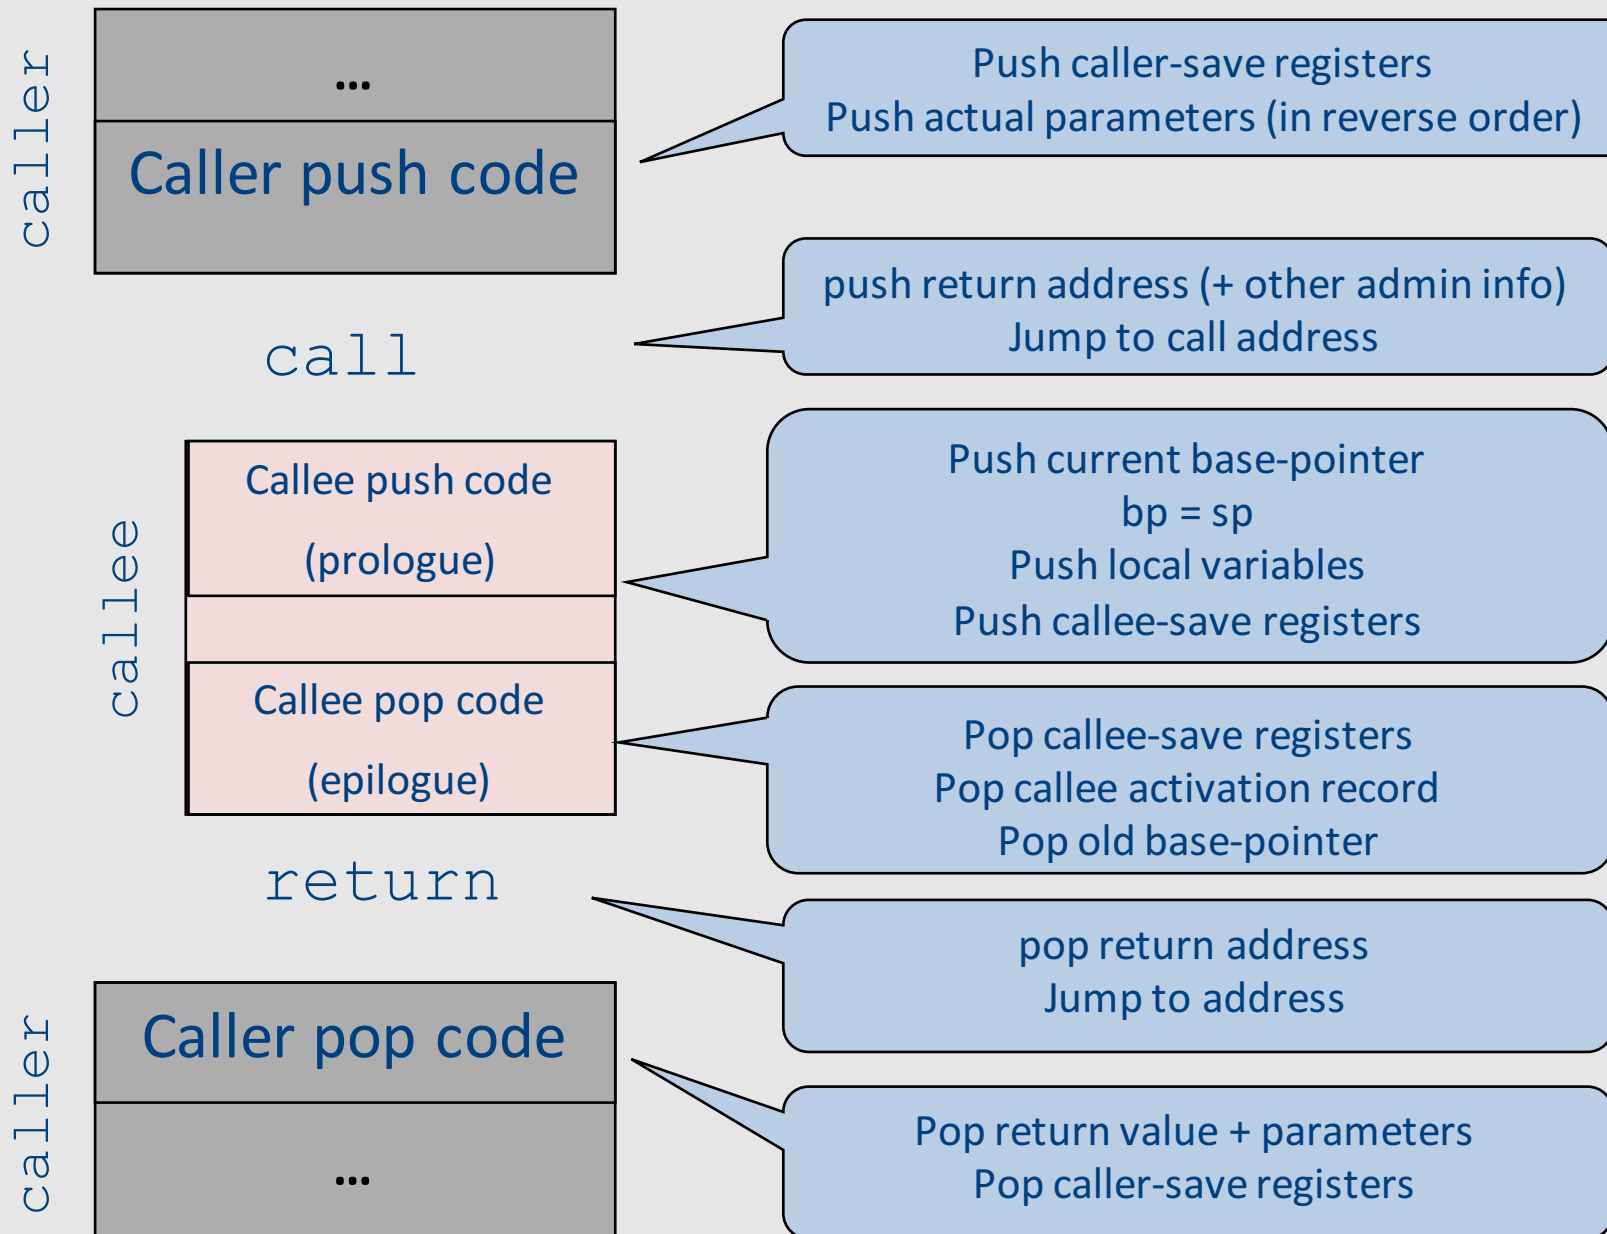 caller
...
Caller push code
Push caller-save registers
Push actual parameters (in reverse order)
call
push return address (+ other admin info)
Jump to call address
callee
Callee push code
(prologue)
Push current base-pointer
bp = sp
Push local variables
Push callee-save registers
Callee pop code
(epilogue)
Pop callee-save registers
Pop callee activation record
Pop old base-pointer
return
pop return address
Jump to address
caller
Caller pop code
...
Pop return value + parameters
Pop caller-save registers